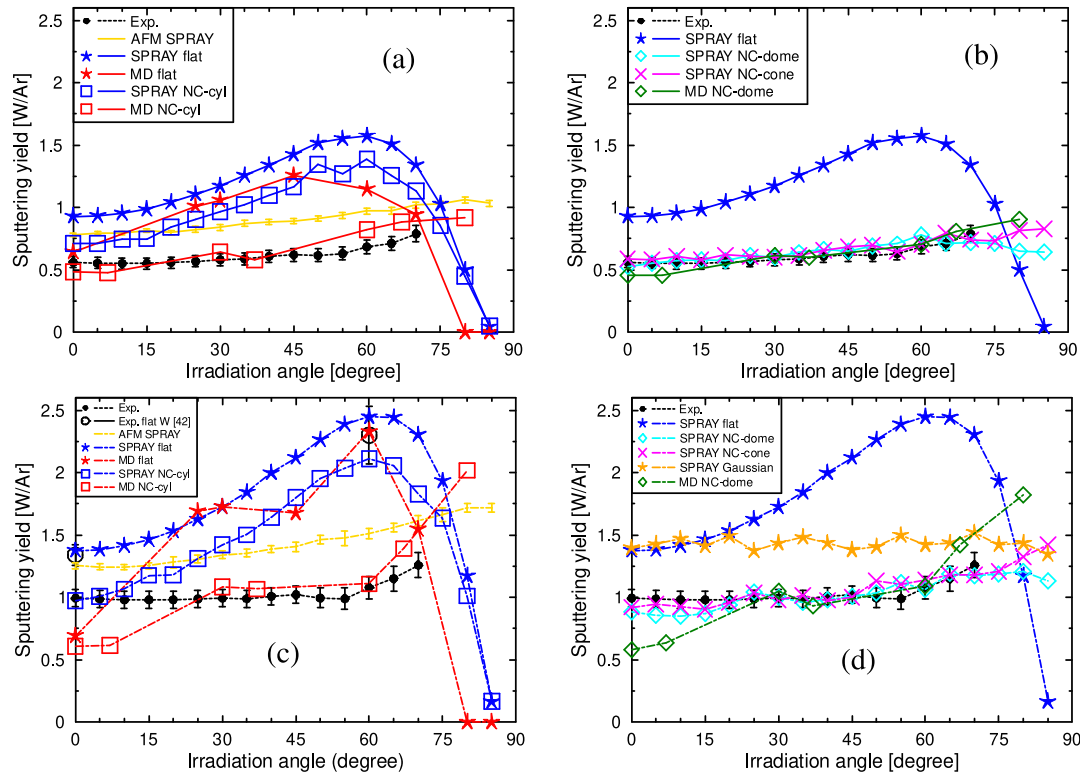 2.5
2
1.5
1
0.5
0
Sputtering yield [W/Ar]
Exp.
AFM SPRAY
SPRAY flat
MD flat
SPRAY NC-cyl
MD NC-cyl
(a)
0 15 30 45 60 75 90
Irradiation angle [degree]
2.5
2
1.5
1
0.5
0
Sputtering yield [W/Ar]
Exp.
SPRAY flat
SPRAY NC-dome
SPRAY NC-cone
MD NC-dome
(b)
0 15 30 45 60 75 90
Irradiation angle [degree]
2.5
2
1.5
1
0.5
0
Sputtering yield [W/Ar]
Exp.
Exp. flat W [42]
AFM SPRAY
SPRAY flat
MD flat
SPRAY NC-cyl
MD NC-cyl
(c)
0 15 30 45 60 75 90
Irradiation angle (degree)
2.5
2
1.5
1
0.5
0
Sputtering yield [W/Ar]
Exp.
SPRAY flat
SPRAY NC-dome
SPRAY NC-cone
SPRAY Gaussian
MD NC-dome
(d)
0 15 30 45 60 75 90
Irradiation angle [degree]